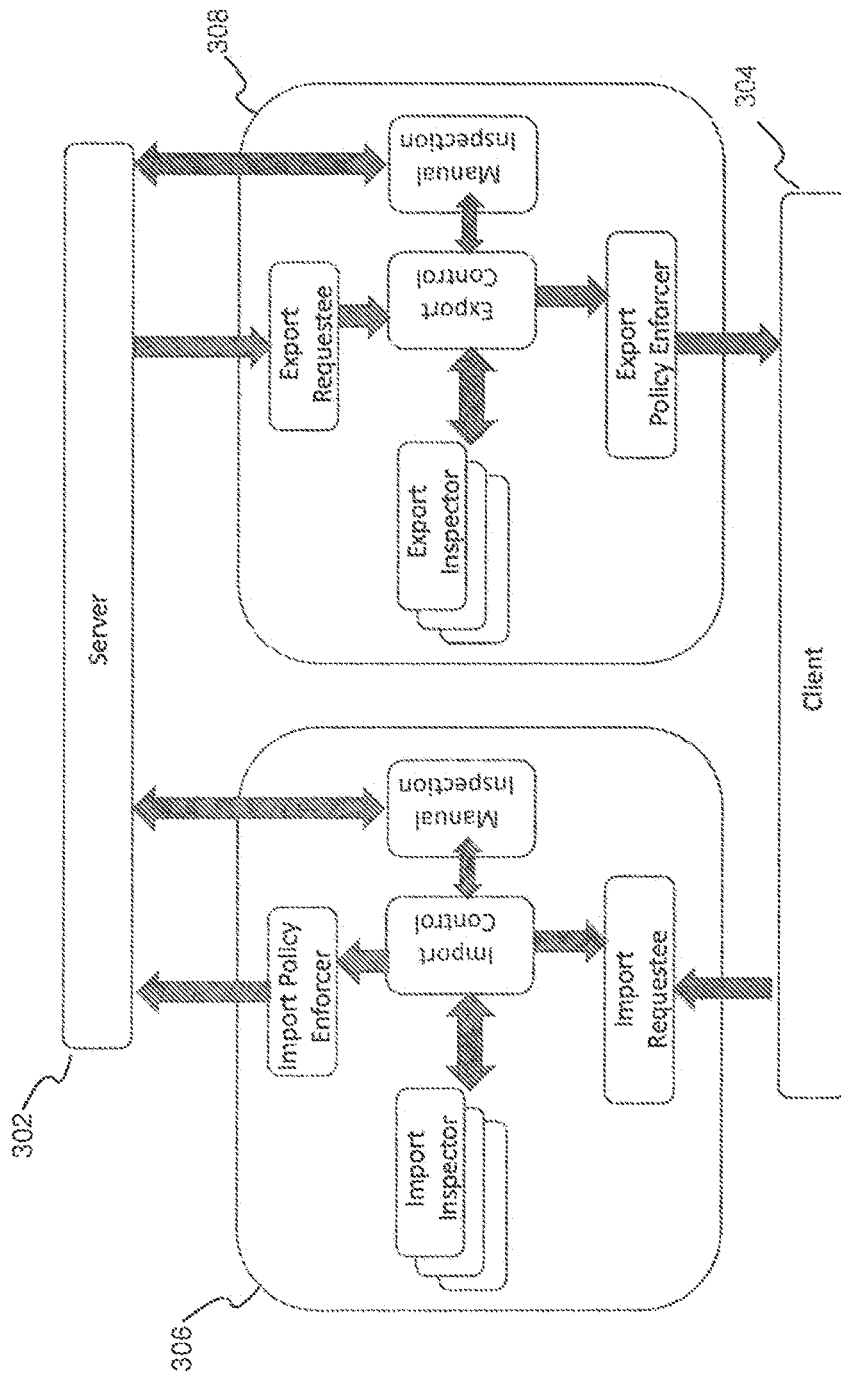 302
Server
308
306
Import Policy
Enforcer
Manual
Inspection
Import
Control
Import
Inspector
Import
Requestee
Export
Requestee
Manual
Inspection
Export
Control
Export
Inspector
Export
Policy Enforcer
304
Client